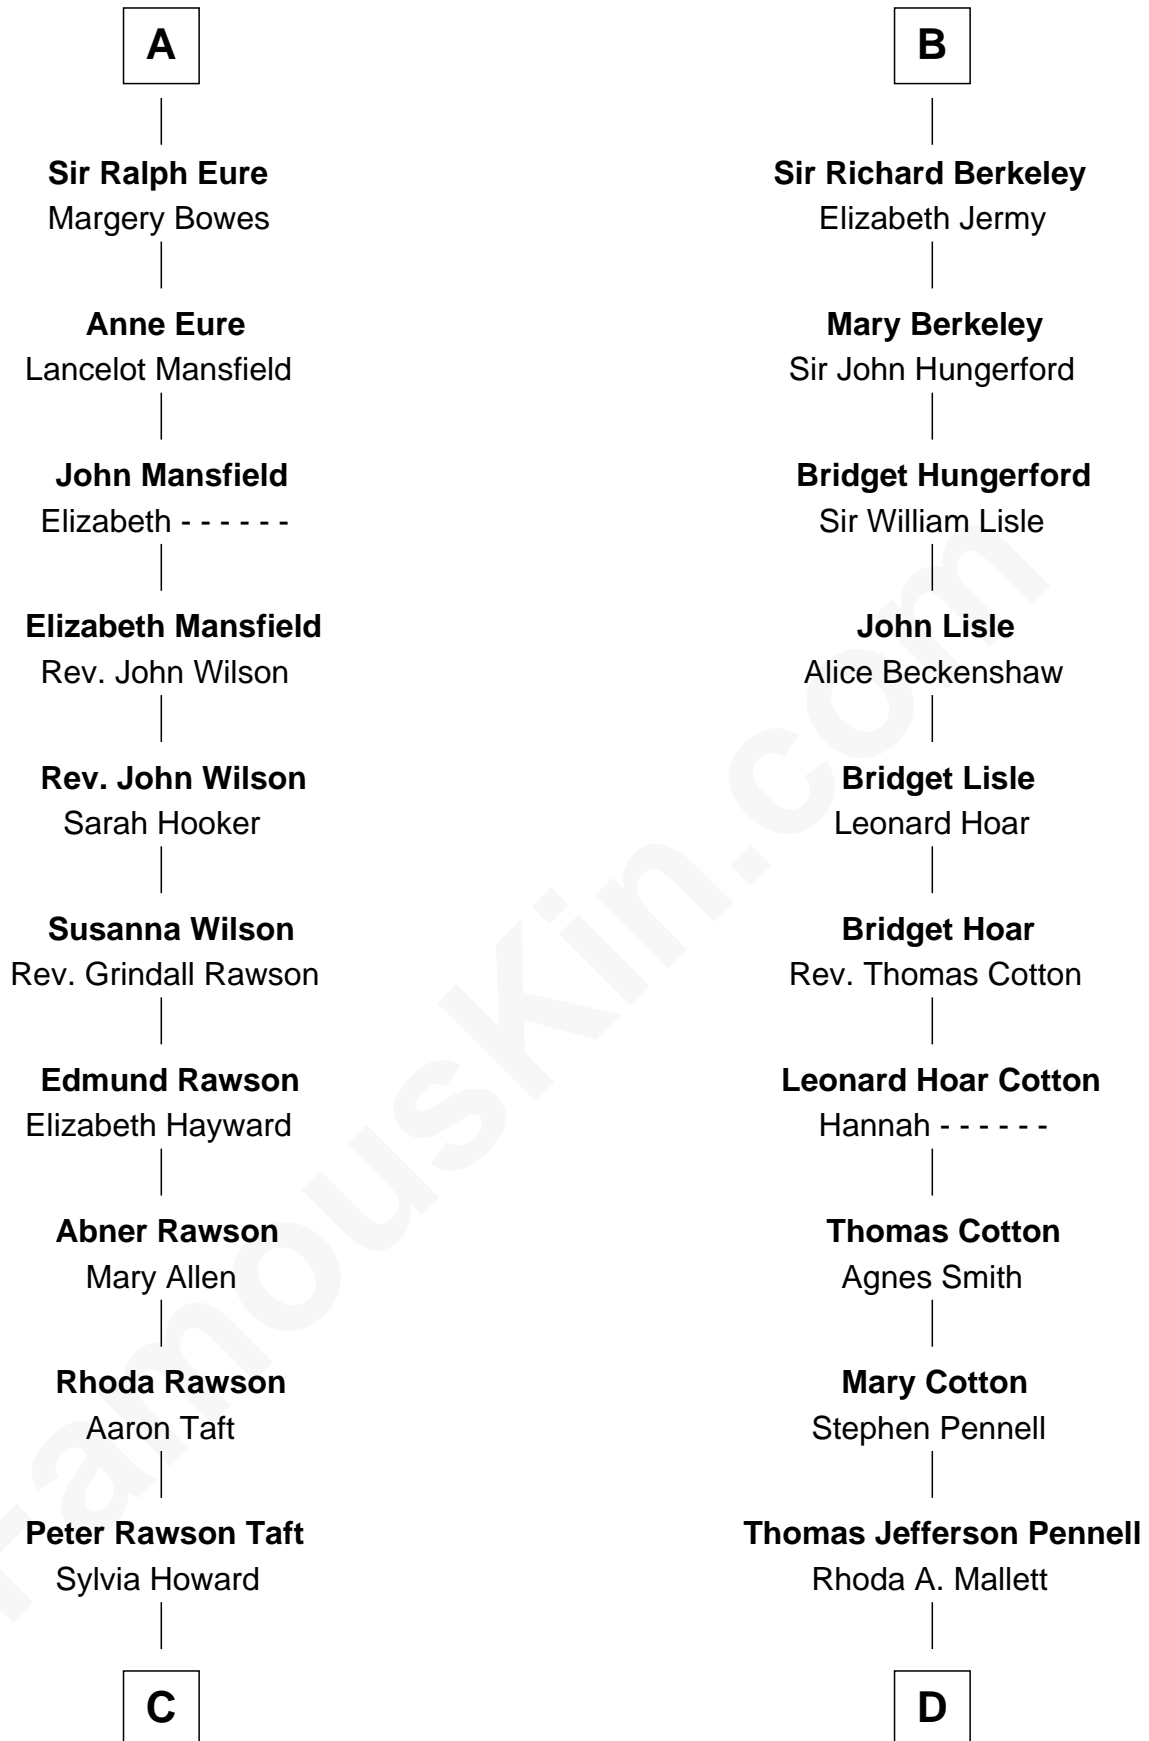 A
Sir Ralph Eure
Margery Bowes
Anne Eure
Lancelot Mansfield
John Mansfield
Elizabeth - - - - - -
Elizabeth Mansfield
Rev. John Wilson
Rev. John Wilson
Sarah Hooker
Susanna Wilson
Rev. Grindall Rawson
Edmund Rawson
Elizabeth Hayward
Abner Rawson
Mary Allen
Rhoda Rawson
Aaron Taft
Peter Rawson Taft
Sylvia Howard
C
B
Sir Richard Berkeley
Elizabeth Jermy
Mary Berkeley
Sir John Hungerford
Bridget Hungerford
Sir William Lisle
John Lisle
Alice Beckenshaw
Bridget Lisle
Leonard Hoar
Bridget Hoar
Rev. Thomas Cotton
Leonard Hoar Cotton
Hannah - - - - - -
Thomas Cotton
Agnes Smith
Mary Cotton
Stephen Pennell
Thomas Jefferson Pennell
Rhoda A. Mallett
D
FamousKin.com